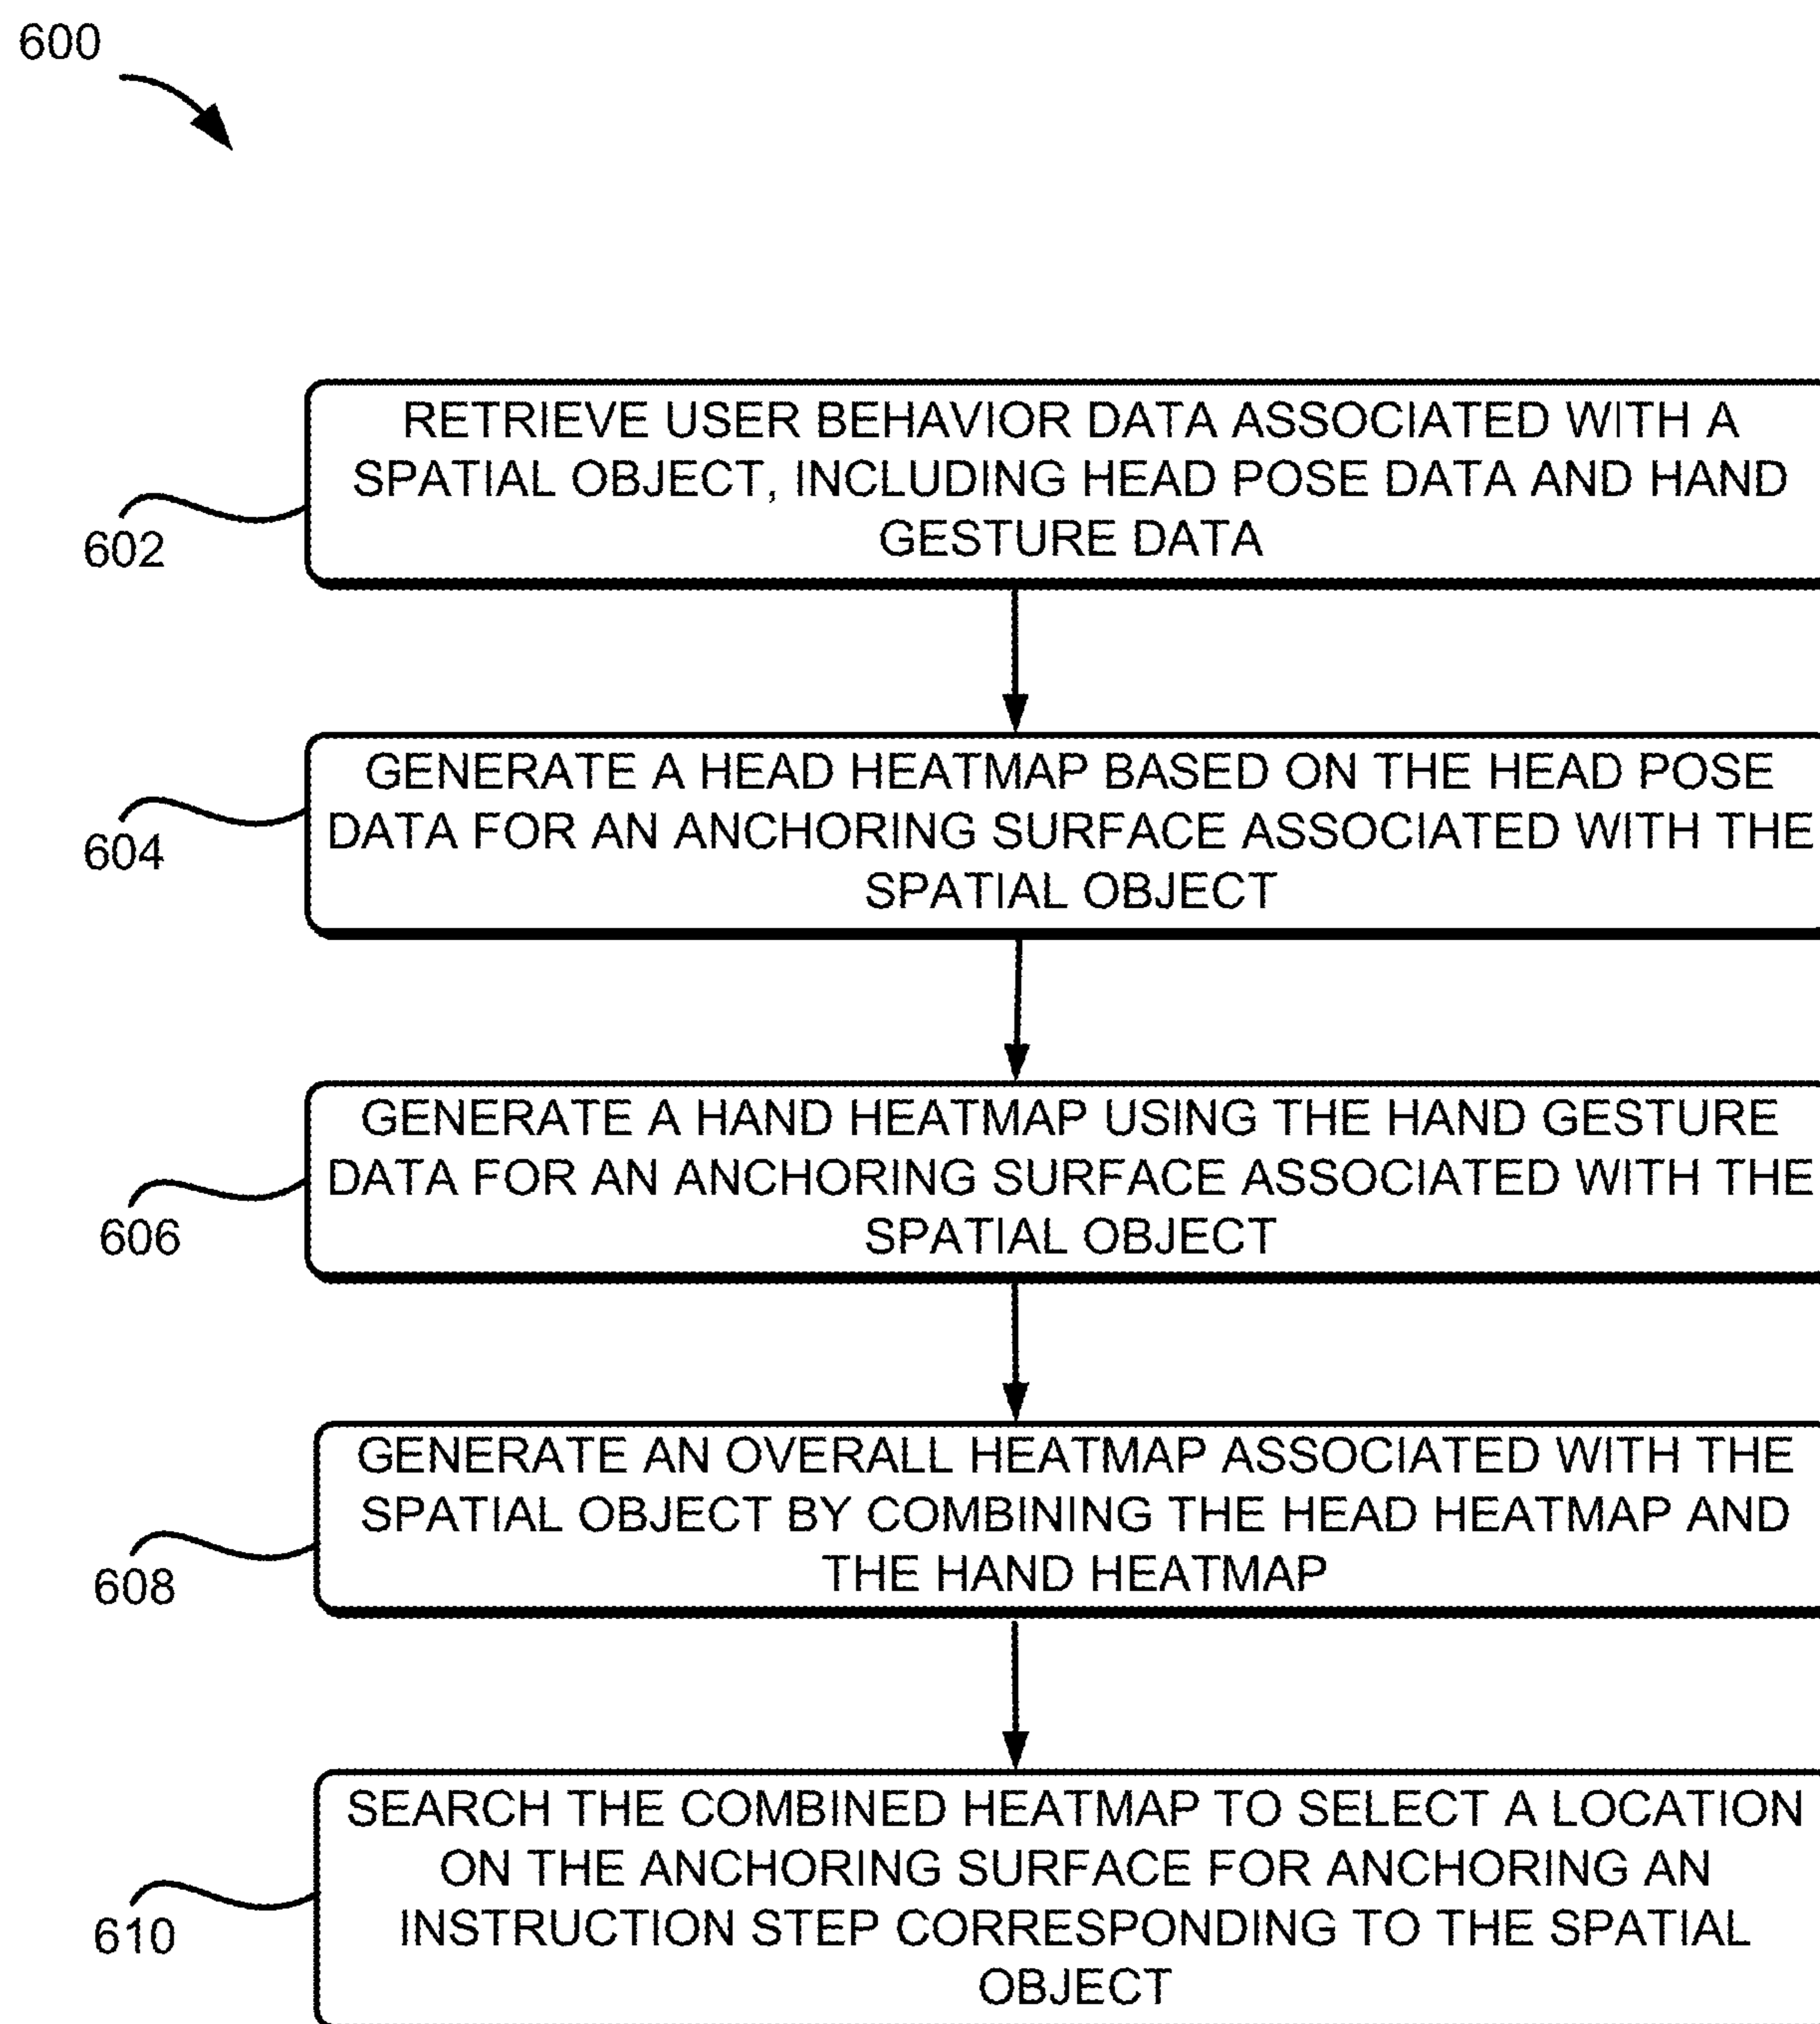 600
RETRIEVE USER BEHAVIOR DATA ASSOCIATED WITH A
SPATIAL OBJECT, INCLUDING HEAD POSE DATA AND HAND
GESTURE DATA
602
GENERATE A HEAD HEATMAP BASED ON THE HEAD POSE
DATA FOR AN ANCHORING SURFACE ASSOCIATED WITH THE
SPATIAL OBJECT
604
GENERATE A HAND HEATMAP USING THE HAND GESTURE
DATA FOR AN ANCHORING SURFACE ASSOCIATED WITH THE
SPATIAL OBJECT
606
GENERATE AN OVERALL HEATMAP ASSOCIATED WITH THE
SPATIAL OBJECT BY COMBINING THE HEAD HEATMAP AND
THE HAND HEATMAP
608
SEARCH THE COMBINED HEATMAP TO SELECT A LOCATION
ON THE ANCHORING SURFACE FOR ANCHORING AN
INSTRUCTION STEP CORRESPONDING TO THE SPATIAL
OBJECT
610